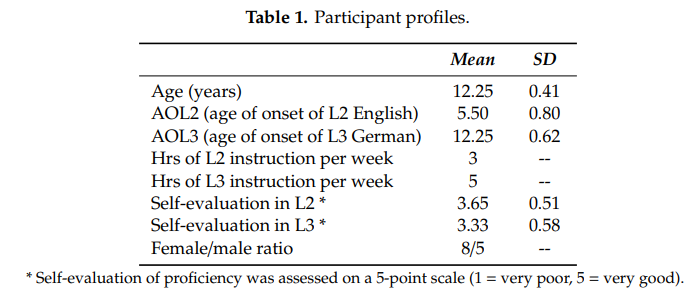 Table 1. Participant profiles.
Mean SD
Age (years) 12.25 0.41
AOL2 (age of onset of L2 English) 5.50 0.80
AOL3 (age of onset of L3 German) 12.25 0.62
Hrs of L2 instruction per week 3 --
Hrs of L3 instruction per week 5 --
Self-evaluation in L2 * 3.65 0.51
Self-evaluation in L3 * 3.33 0.58
Female/male ratio 8/5 --
* Self-evaluation of proficiency was assessed on a 5-point scale (1 = very poor, 5 = very good).